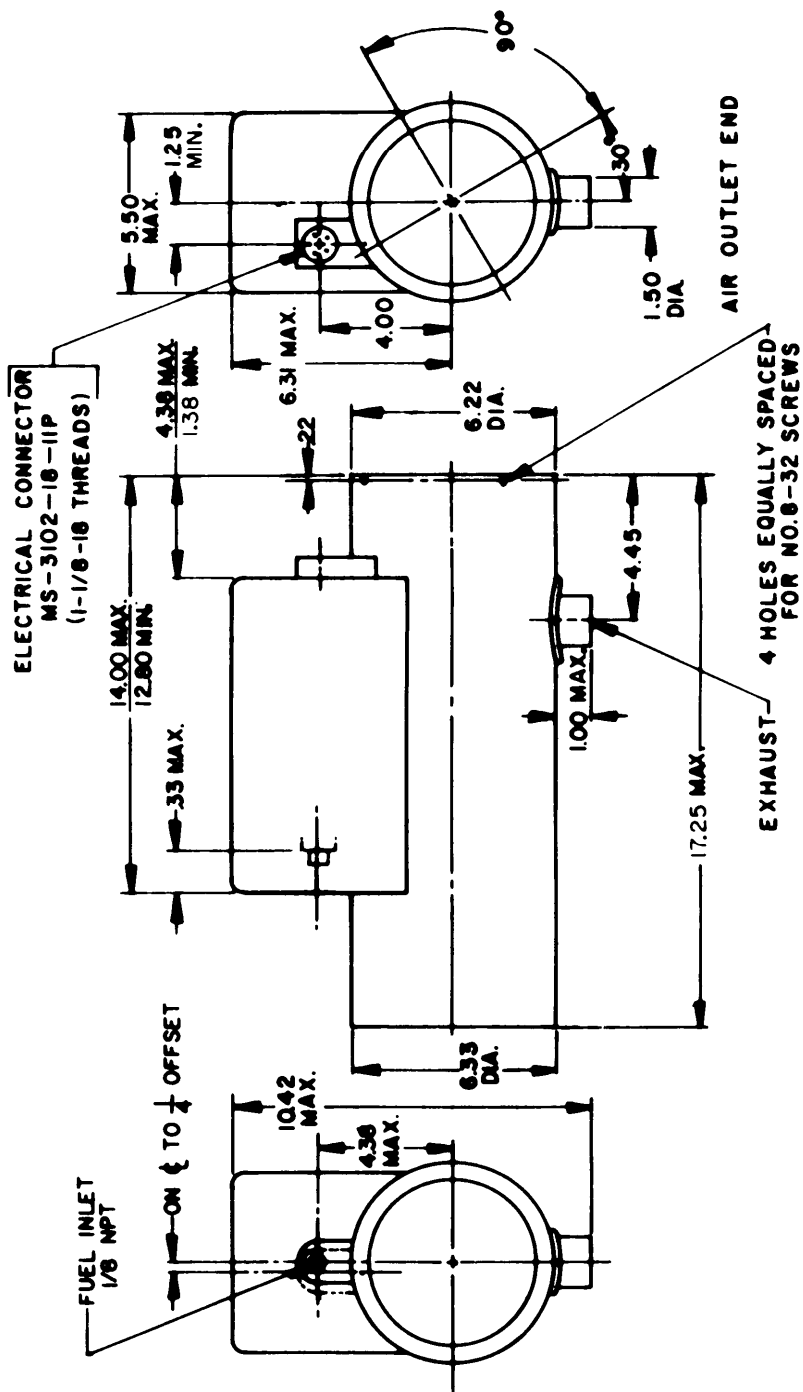 ELECTRICAL CONNECTOR
MS-3102-18-11P
(1-1/8-18 THREADS)
FUEL INLET
1/8 NPT
ON ℄ TO 1/4 OFFSET
10.42
MAX.
4.38
MAX.
14.00 MAX.
12.80 MIN.
.33 MAX.
4.38 MAX.
1.38 MIN.
.22
6.33
DIA.
6.22
DIA.
4.45
1.00 MAX.
17.25 MAX.
EXHAUST
4 HOLES EQUALLY SPACED
FOR NO.8-32 SCREWS
5.50
MAX.
1.25
MIN.
6.31 MAX.
4.00
90°
30°
1.50
DIA.
AIR OUTLET END